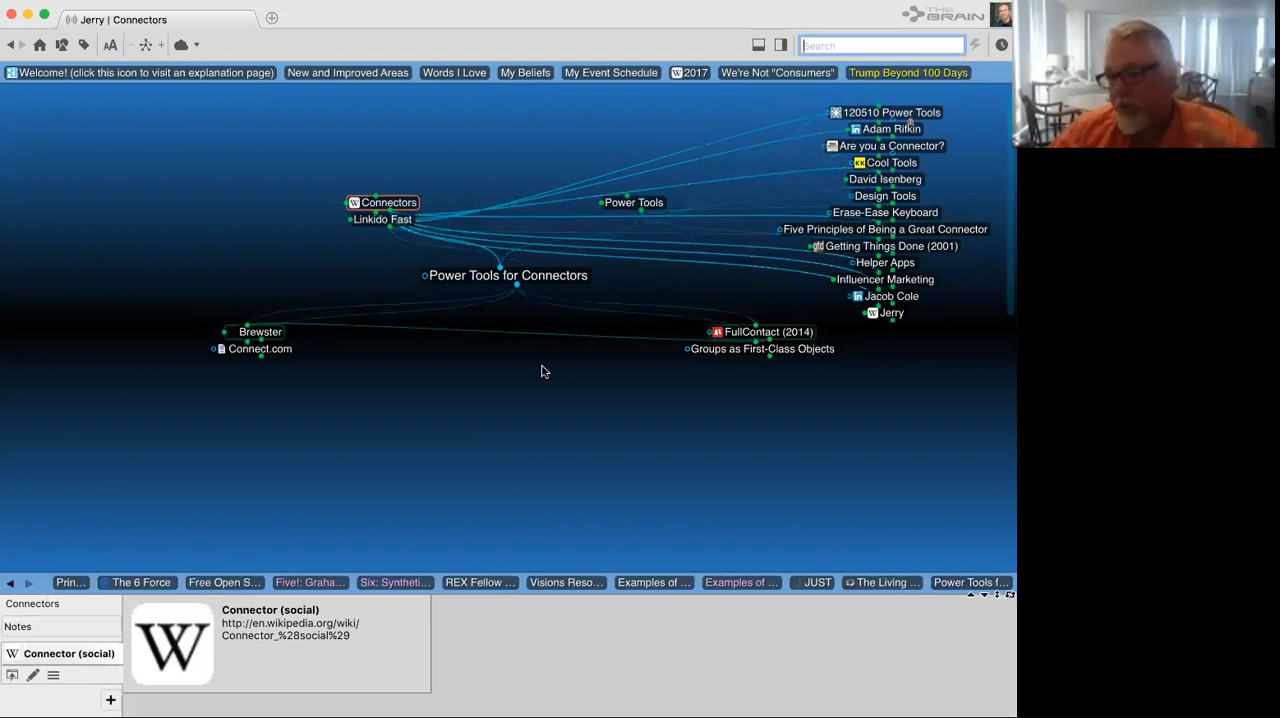 Jerry | Connectors
THE BRAIN
AA
Search
Welcome! (click this icon to visit an explanation page)
New and Improved Areas
Words I Love
My Beliefs
My Event Schedule
W 2017
We're Not "Consumers"
Trump Beyond 100 Days
120510 Power Tools
Adam Rifkin
Are you a Connector?
KK Cool Tools
David Isenberg
Design Tools
W Connectors
Power Tools
Erase-Ease Keyboard
Linkido Fast
Five Principles of Being a Great Connector
gtd Getting Things Done (2001)
Helper Apps
Power Tools for Connectors
Influencer Marketing
in Jacob Cole
W Jerry
Brewster
FullContact (2014)
Connect.com
Groups as First-Class Objects
Prin...
The 6 Force
Free Open S...
Five!: Graha...
Six: Syntheti...
REX Fellow ...
Visions Reso...
Examples of ...
Examples of ...
JUST
The Living ...
Power Tools f...
Connectors
Notes
W Connector (social)
W
Connector (social)
http://en.wikipedia.org/wiki/
Connector_%28social%29